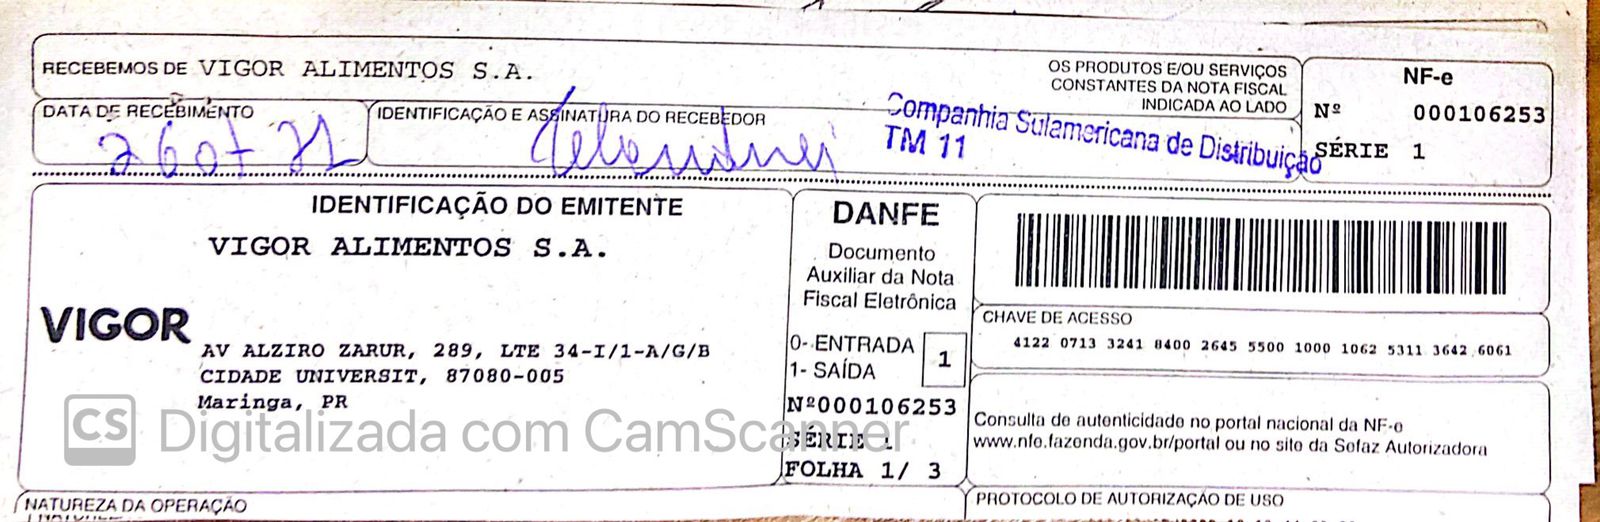 RECEBEMOS DE VIGOR ALIMENTOS S.A.
OS PRODUTOS E/OU SERVIÇOS
CONSTANTES DA NOTA FISCAL
INDICADA AO LADO
NF-e
Nº 000106253
SÉRIE 1
DATA DE RECEBIMENTO
IDENTIFICAÇÃO E ASSINATURA DO RECEBEDOR
Companhia Sulamericana de Distribuição
TM 11
IDENTIFICAÇÃO DO EMITENTE
VIGOR ALIMENTOS S.A.
VIGOR
AV ALZIRO ZARUR, 289, LTE 34-I/1-A/G/B
CIDADE UNIVERSIT, 87080-005
Maringa, PR
DANFE
Documento
Auxiliar da Nota
Fiscal Eletrônica
0- ENTRADA
1- SAÍDA
1
Nº000106253
SÉRIE 1
FOLHA 1/ 3
CHAVE DE ACESSO
4122 0713 3241 8400 2645 5500 1000 1062 5311 3642 6061
Consulta de autenticidade no portal nacional da NF-e
www.nfe.fazenda.gov.br/portal ou no site da Sefaz Autorizadora
CS Digitalizada com CamScanner
NATUREZA DA OPERAÇÃO
PROTOCOLO DE AUTORIZAÇÃO DE USO